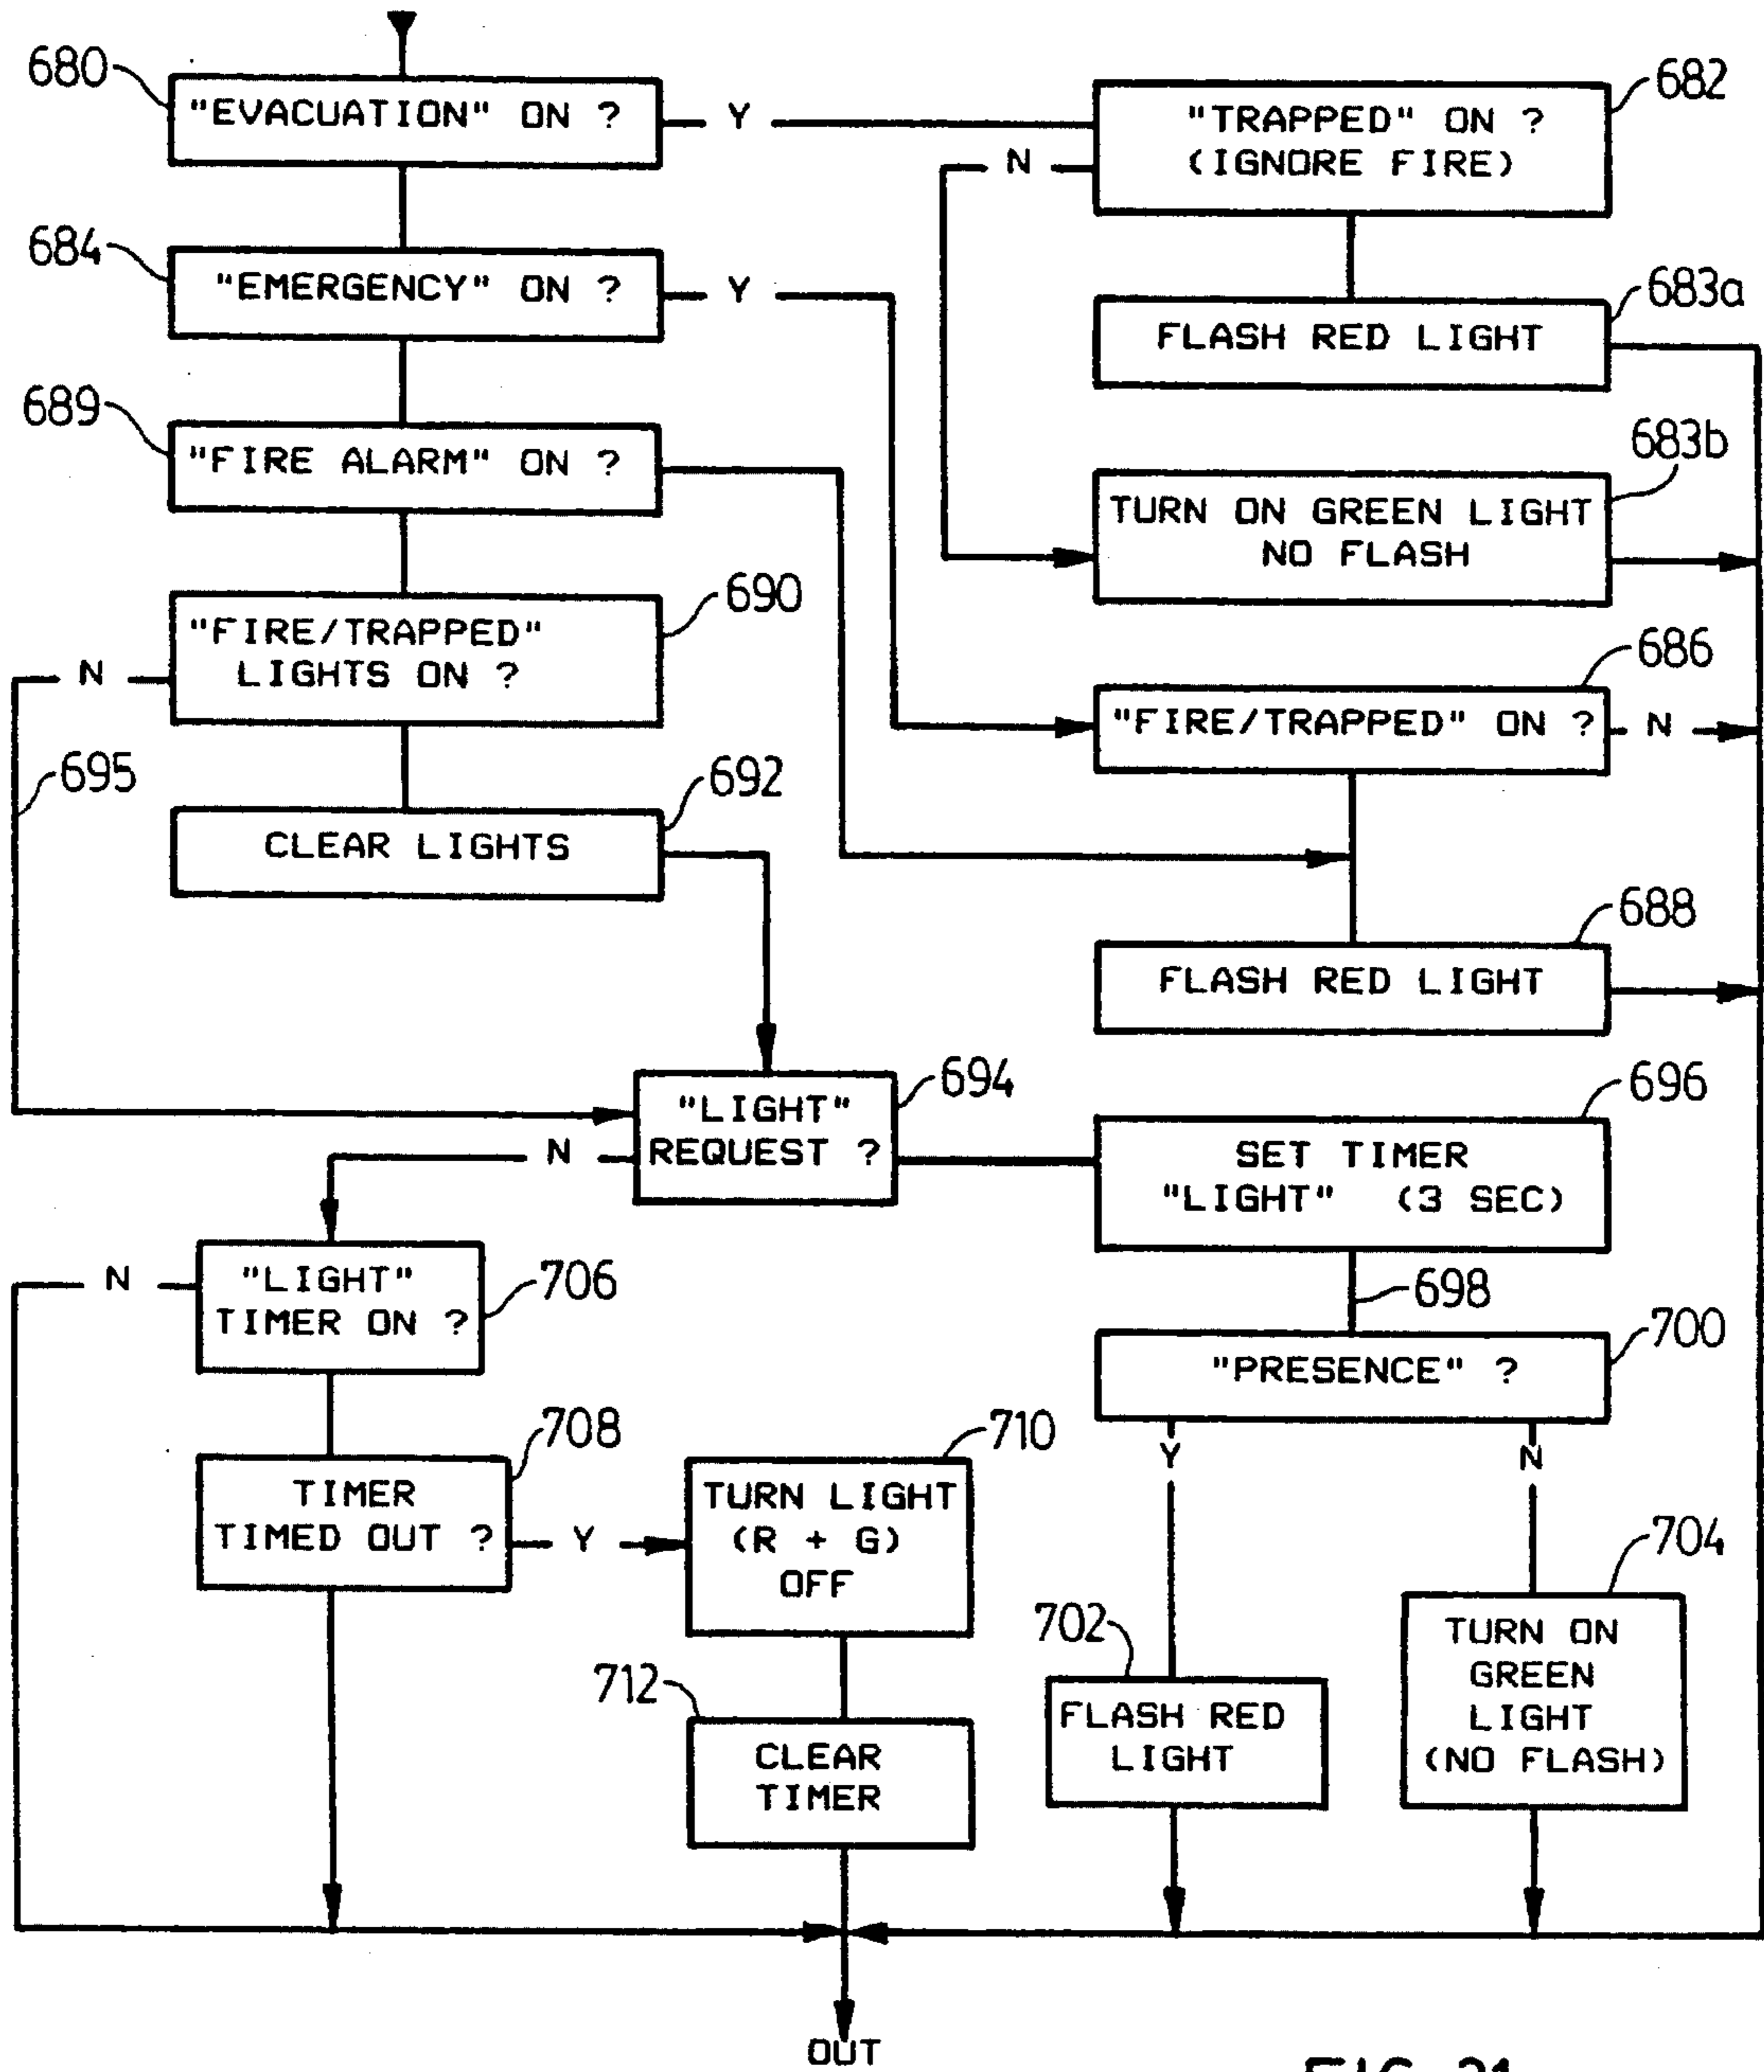 680
"EVACUATION" ON ?
Y
"TRAPPED" ON ?
(IGNORE FIRE)
682
N
684
"EMERGENCY" ON ?
Y
FLASH RED LIGHT
683a
689
"FIRE ALARM" ON ?
TURN ON GREEN LIGHT
NO FLASH
683b
"FIRE/TRAPPED"
LIGHTS ON ?
690
N
"FIRE/TRAPPED" ON ?
686
N
695
CLEAR LIGHTS
692
FLASH RED LIGHT
688
"LIGHT"
REQUEST ?
694
N
SET TIMER
"LIGHT" (3 SEC)
696
698
N
"LIGHT"
TIMER ON ?
706
"PRESENCE" ?
700
Y
N
TIMER
TIMED OUT ?
708
Y
TURN LIGHT
(R + G)
OFF
710
702
FLASH RED
LIGHT
704
TURN ON
GREEN
LIGHT
(NO FLASH)
712
CLEAR
TIMER
OUT